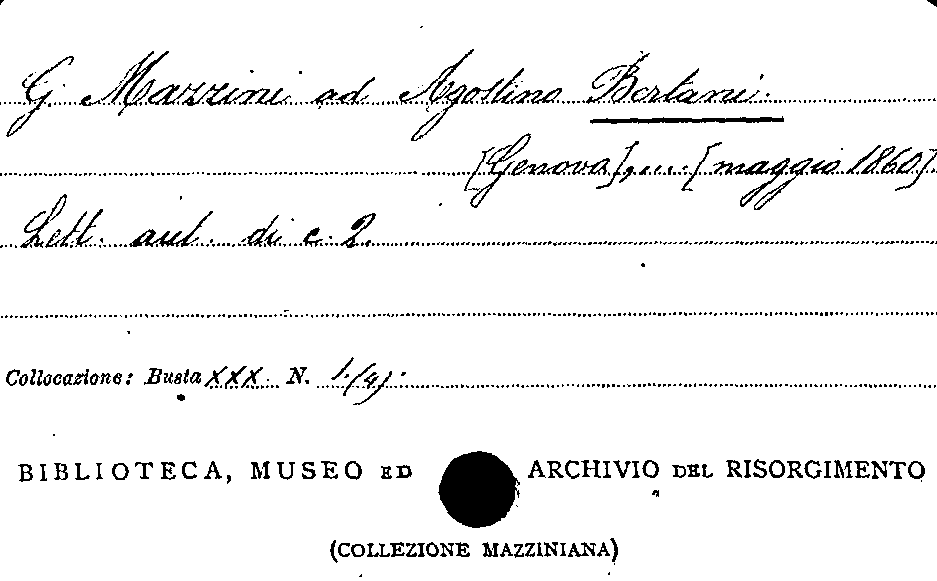 G. Mazzini ad Agostino Bertani.
[Genova],....[maggio 1860].
Lett. aut. di c. 2.
Collocazione: Busta XXX. N. 1.(4).
BIBLIOTECA, MUSEO ED ARCHIVIO DEL RISORGIMENTO
(COLLEZIONE MAZZINIANA)